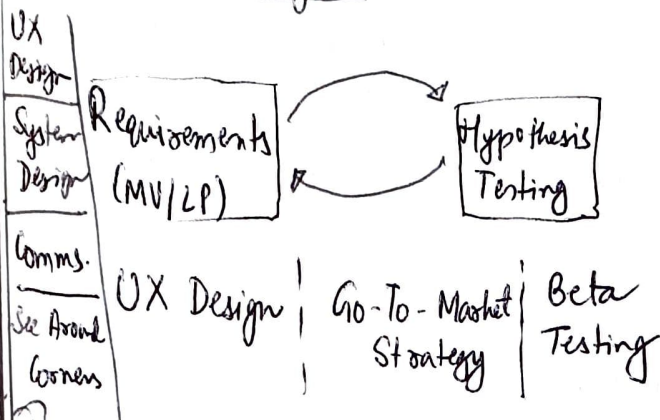 UX
Design
System
Design
Comms.
See Around
Corners
Requirements
(MV/LP)
Hypothesis
Testing
UX Design
Go-To-Market
Strategy
Beta
Testing